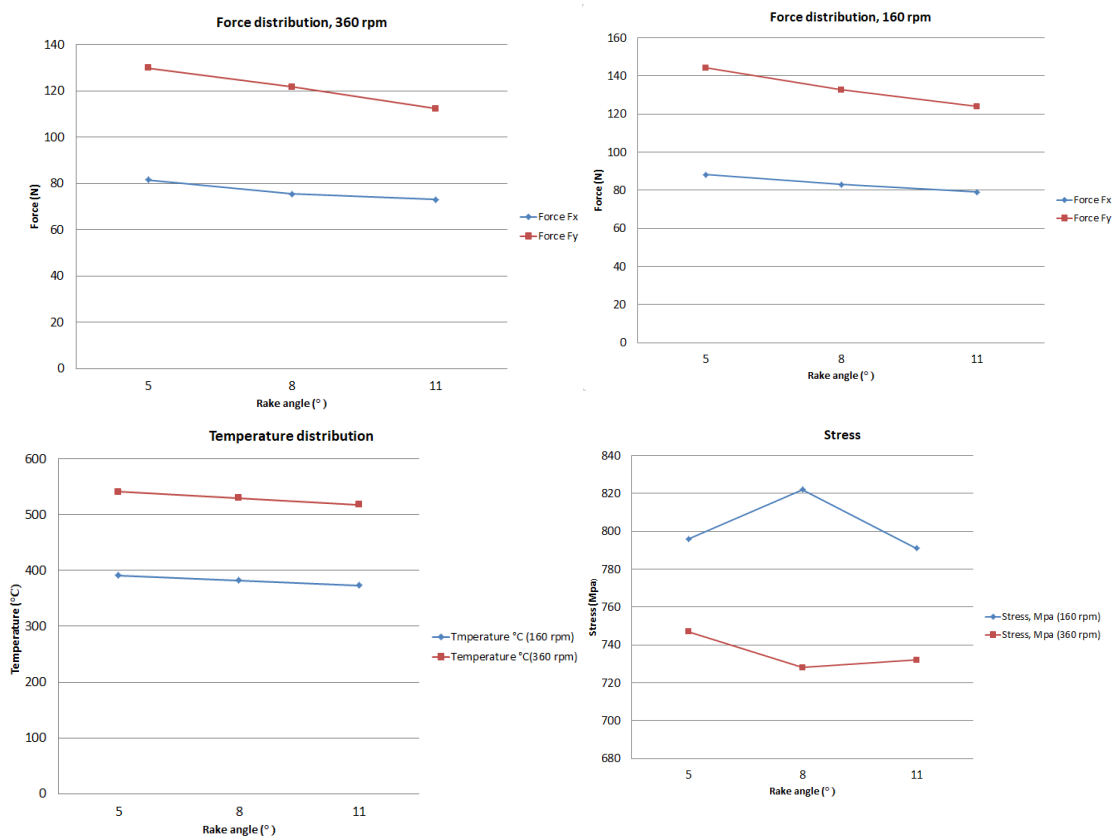 Force distribution, 360 rpm
140
120
100
80
60
40
20
0
Force (N)
5 8 11
Rake angle (° )
Force Fx
Force Fy
Force distribution, 160 rpm
160
140
120
100
80
60
40
20
0
Force (N)
5 8 11
Rake angle (° )
Force Fx
Force Fy
Temperature distribution
600
500
400
300
200
100
0
Temperature (°C)
5 8 11
Rake angle (° )
Tmperature °C (160 rpm)
Temperature °C(360 rpm)
Stress
840
820
800
780
760
740
720
700
680
Stress (Mpa)
5 8 11
Rake angle (° )
Stress, Mpa (160 rpm)
Stress, Mpa (360 rpm)